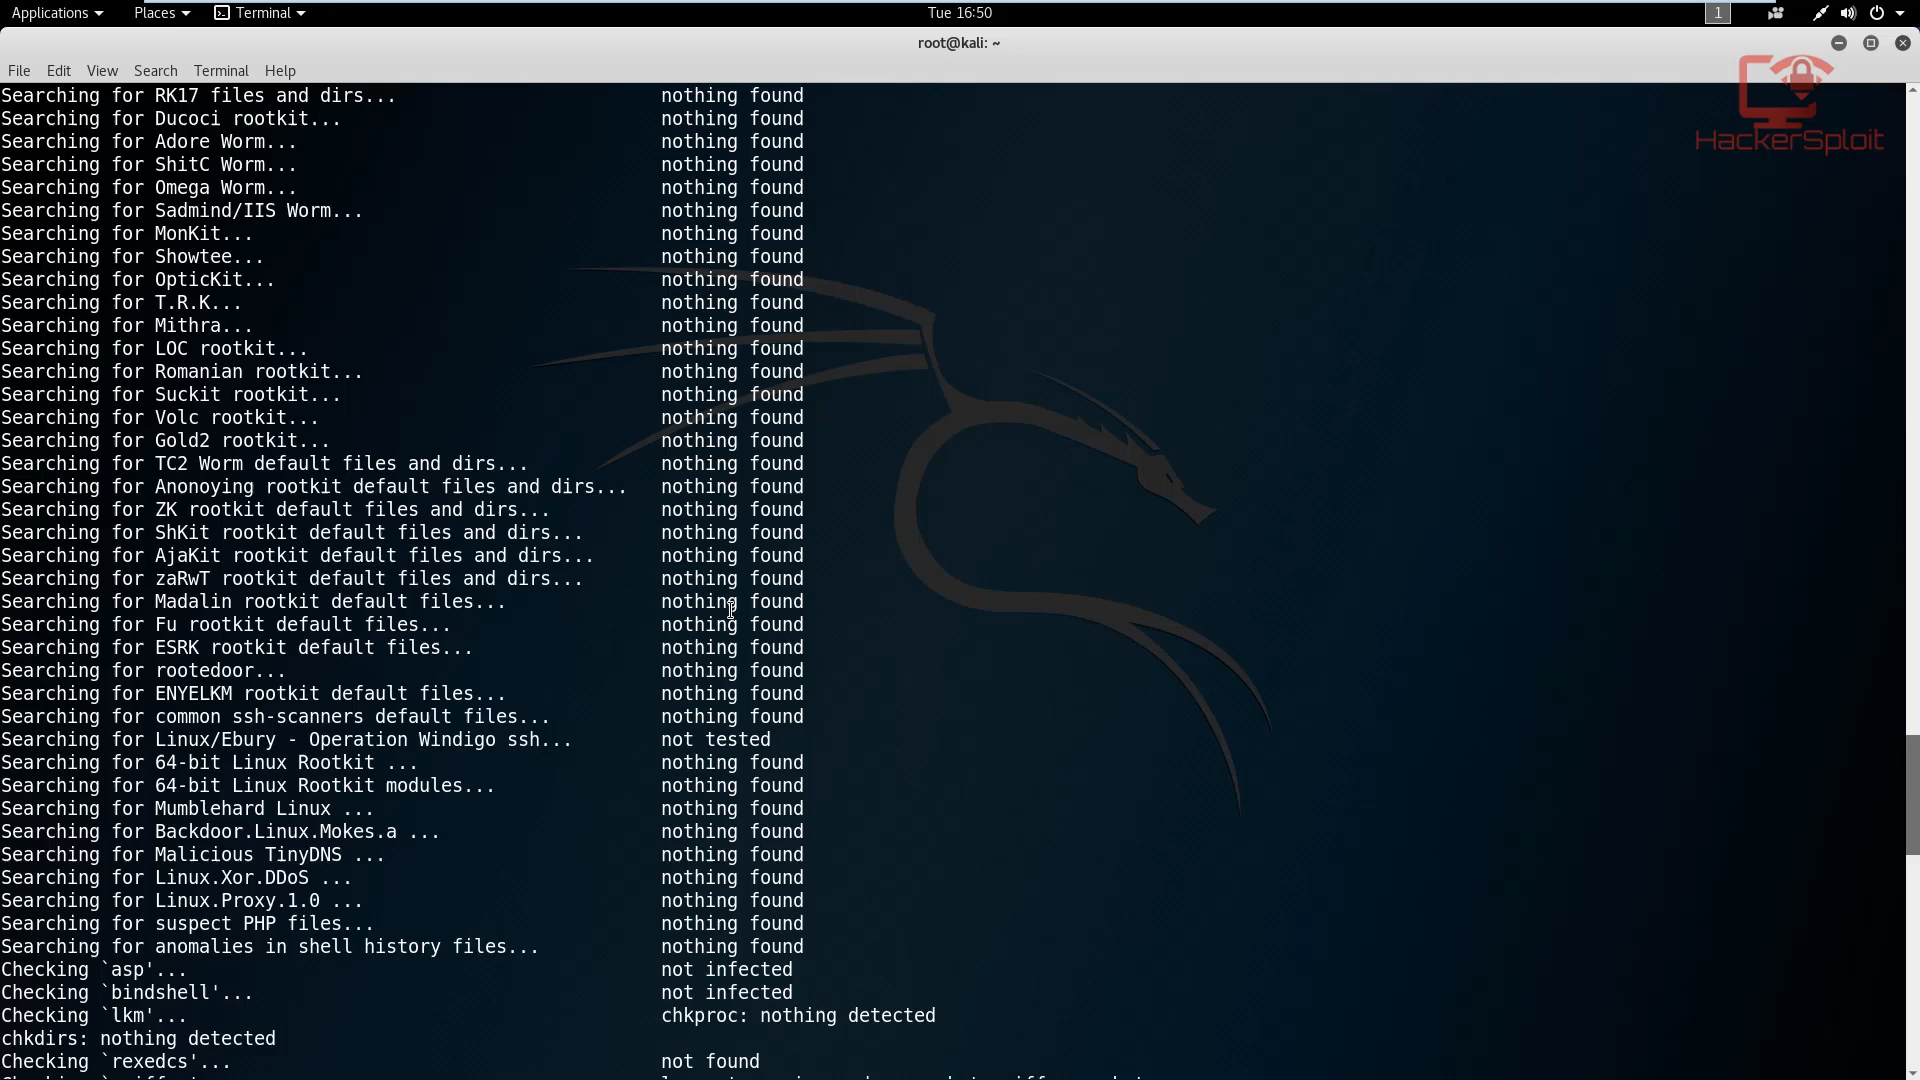 Applications Places Terminal Tue 16:50 1
root@kali: ~
File Edit View Search Terminal Help
HackerSploit
Searching for RK17 files and dirs... nothing found
Searching for Ducoci rootkit... nothing found
Searching for Adore Worm... nothing found
Searching for ShitC Worm... nothing found
Searching for Omega Worm... nothing found
Searching for Sadmind/IIS Worm... nothing found
Searching for MonKit... nothing found
Searching for Showtee... nothing found
Searching for OpticKit... nothing found
Searching for T.R.K... nothing found
Searching for Mithra... nothing found
Searching for LOC rootkit... nothing found
Searching for Romanian rootkit... nothing found
Searching for Suckit rootkit... nothing found
Searching for Volc rootkit... nothing found
Searching for Gold2 rootkit... nothing found
Searching for TC2 Worm default files and dirs... nothing found
Searching for Anonoying rootkit default files and dirs... nothing found
Searching for ZK rootkit default files and dirs... nothing found
Searching for ShKit rootkit default files and dirs... nothing found
Searching for AjaKit rootkit default files and dirs... nothing found
Searching for zaRwT rootkit default files and dirs... nothing found
Searching for Madalin rootkit default files... nothing found
Searching for Fu rootkit default files... nothing found
Searching for ESRK rootkit default files... nothing found
Searching for rootedoor... nothing found
Searching for ENYELKM rootkit default files... nothing found
Searching for common ssh-scanners default files... nothing found
Searching for Linux/Ebury - Operation Windigo ssh... not tested
Searching for 64-bit Linux Rootkit ... nothing found
Searching for 64-bit Linux Rootkit modules... nothing found
Searching for Mumblehard Linux ... nothing found
Searching for Backdoor.Linux.Mokes.a ... nothing found
Searching for Malicious TinyDNS ... nothing found
Searching for Linux.Xor.DDoS ... nothing found
Searching for Linux.Proxy.1.0 ... nothing found
Searching for suspect PHP files... nothing found
Searching for anomalies in shell history files... nothing found
Checking `asp'... not infected
Checking `bindshell'... not infected
Checking `lkm'... chkproc: nothing detected
chkdirs: nothing detected
Checking `rexedcs'... not found